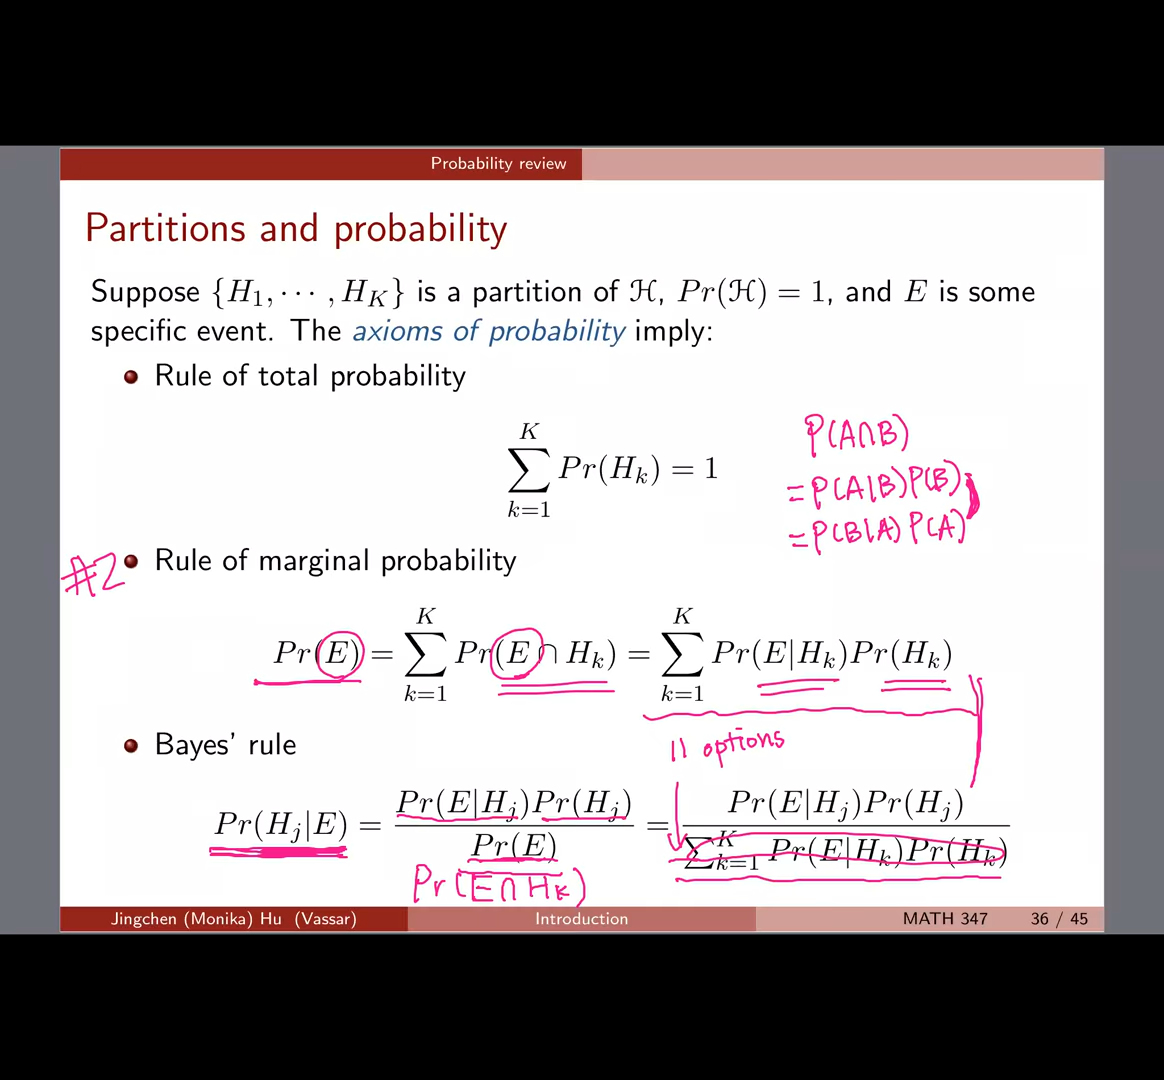 Probability review
Partitions and probability
Suppose {H_1, ⋯ , H_K} is a partition of ℋ, Pr(ℋ) = 1, and E is some
specific event. The axioms of probability imply:
Rule of total probability
∑_{k=1}^{K} Pr(H_k) = 1
P(A∩B)
=P(A|B)P(B)
=P(B|A)P(A)
#2
Rule of marginal probability
Pr(E) = ∑_{k=1}^{K} Pr(E ∩ H_k) = ∑_{k=1}^{K} Pr(E|H_k)Pr(H_k)
11 options
Bayes' rule
Pr(H_j|E) = Pr(E|H_j)Pr(H_j) / Pr(E) = Pr(E|H_j)Pr(H_j) / ∑_{k=1}^{K} Pr(E|H_k)Pr(H_k)
Pr(E∩H_K)
Jingchen (Monika) Hu (Vassar) Introduction MATH 347 36 / 45